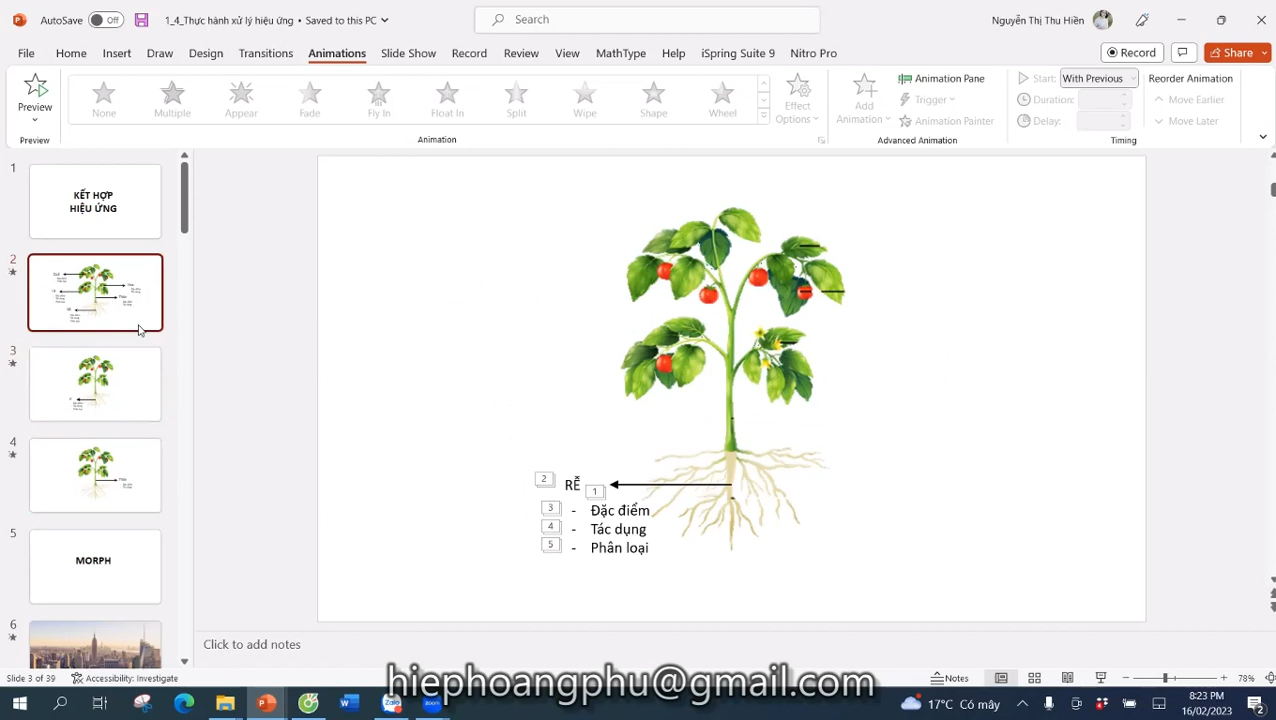 AutoSave Off 1_4_Thực hành xử lý hiệu ứng • Saved to this PC Search Nguyễn Thị Thu Hiền
File Home Insert Draw Design Transitions Animations Slide Show Record Review View MathType Help iSpring Suite 9 Nitro Pro Record Share
Preview None Multiple Appear Fade Fly In Float In Split Wipe Shape Wheel Effect Options Add Animation Animation Pane Start: With Previous Reorder Animation
Trigger Duration: Move Earlier
Animation Painter Delay: Move Later
Preview Animation Advanced Animation Timing
1
KẾT HỢP
HIỆU ỨNG
2
3
4
5
MORPH
6
2 RỄ 1
3 - Đặc điểm
4 - Tác dụng
5 - Phân loại
Click to add notes
Slide 3 of 39 Accessibility: Investigate Notes 78%
hiephoangphu@gmail.com
Zalo zoom 17°C Có mây 8:23 PM
16/02/2023 2